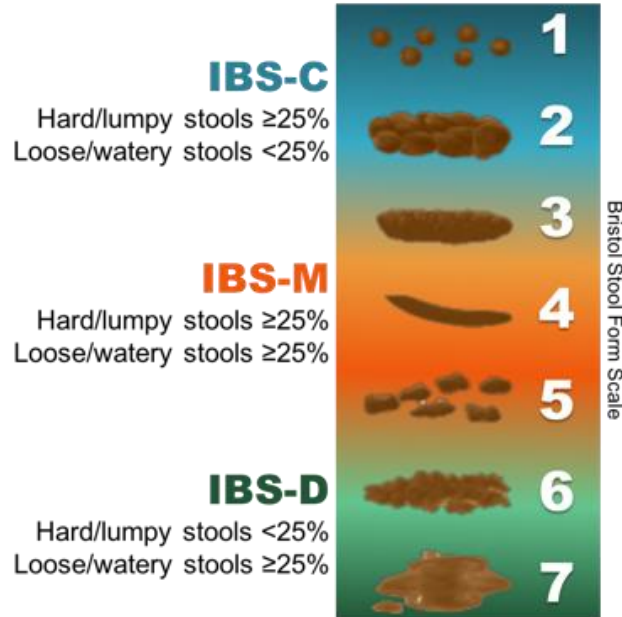 IBS-C
Hard/lumpy stools ≥25%
Loose/watery stools <25%
IBS-M
Hard/lumpy stools ≥25%
Loose/watery stools ≥25%
IBS-D
Hard/lumpy stools <25%
Loose/watery stools ≥25%
1
2
3
4
5
6
7
Bristol Stool Form Scale